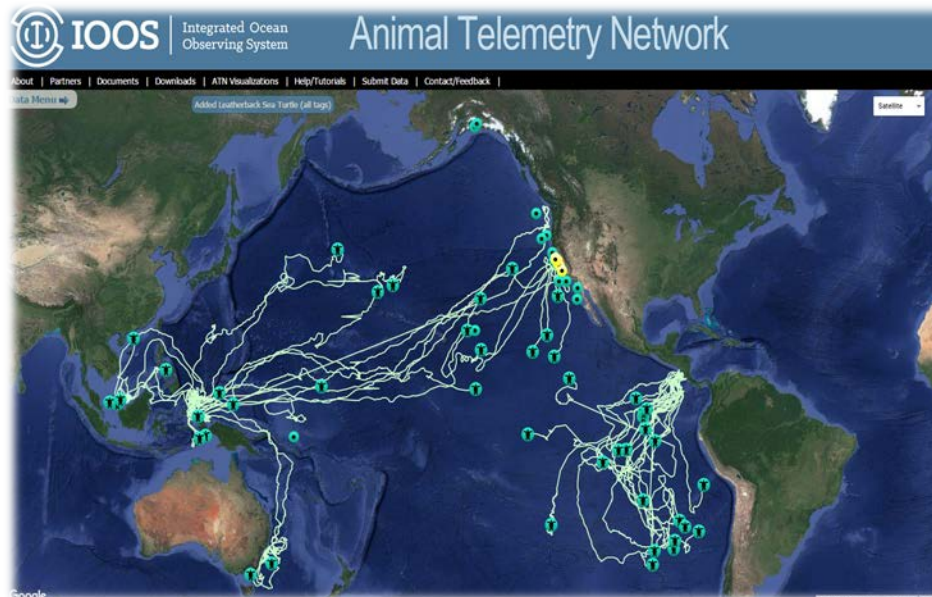 IOOS
Integrated Ocean
Observing System
Animal Telemetry Network
About | Partners | Documents | Downloads | ATN Visualizations | Help/Tutorials | Submit Data | Contact/Feedback |
Data Menu
Added Leatherback Sea Turtle (all tags)
Satellite
Google